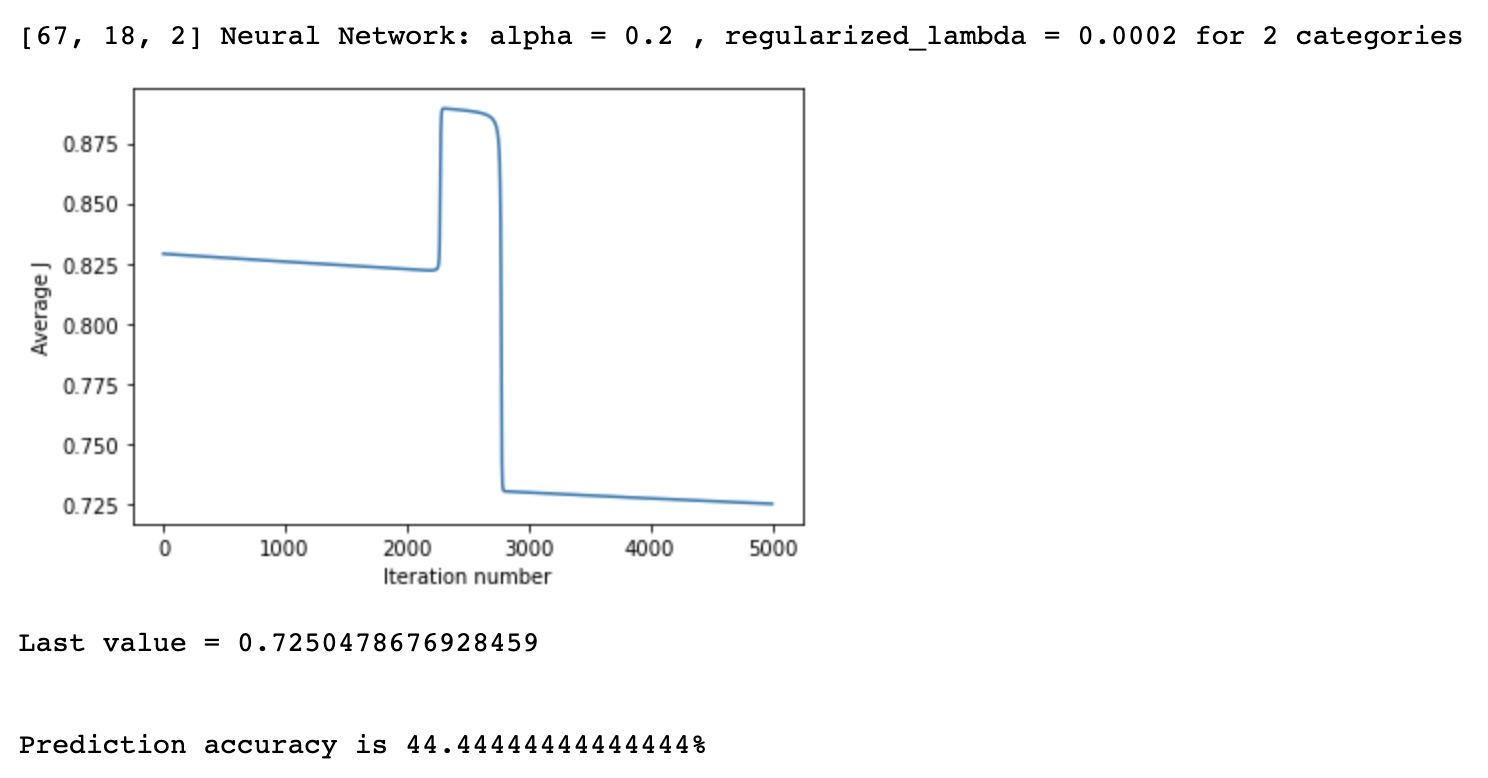 [67, 18, 2] Neural Network: alpha = 0.2 , regularized_lambda = 0.0002 for 2 categories
0.875
0.850
0.825
0.800
0.775
0.750
0.725
Average J
0 1000 2000 3000 4000 5000
Iteration number
Last value = 0.7250478676928459
Prediction accuracy is 44.44444444444444%